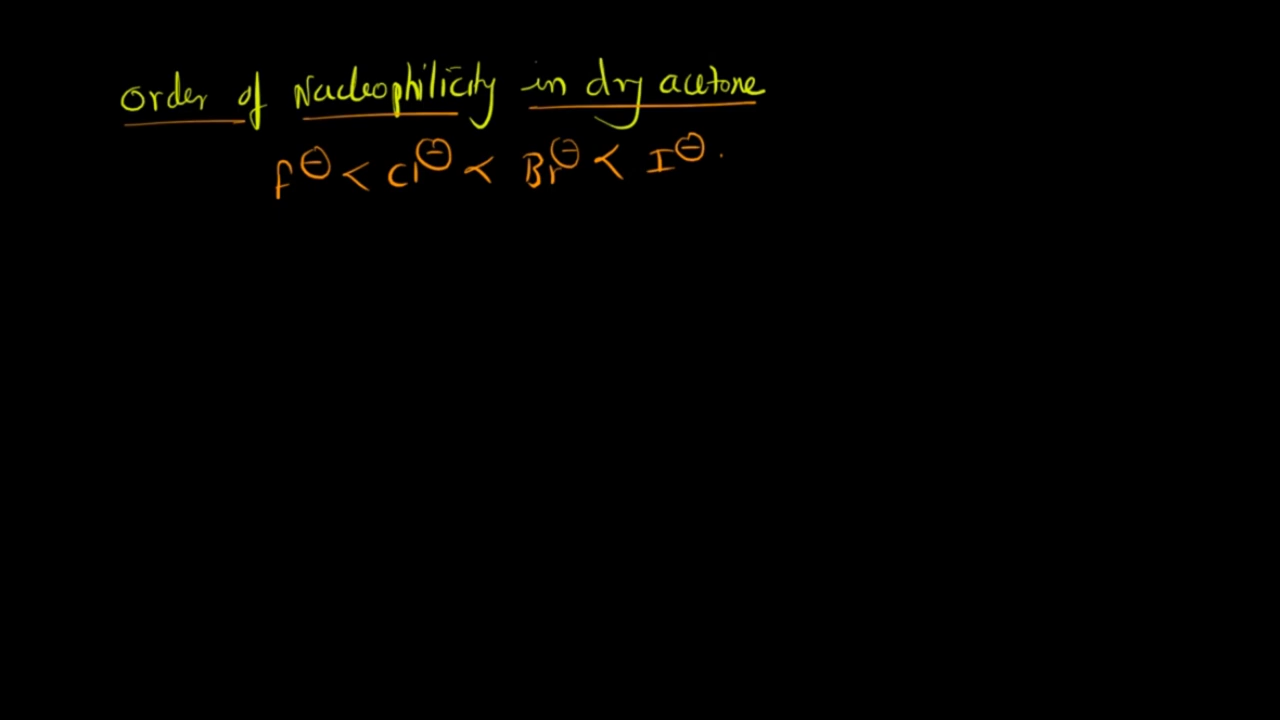 Order of Nucleophilicity in dry acetone
F⊖ < Cl⊖ < Br⊖ < I⊖.